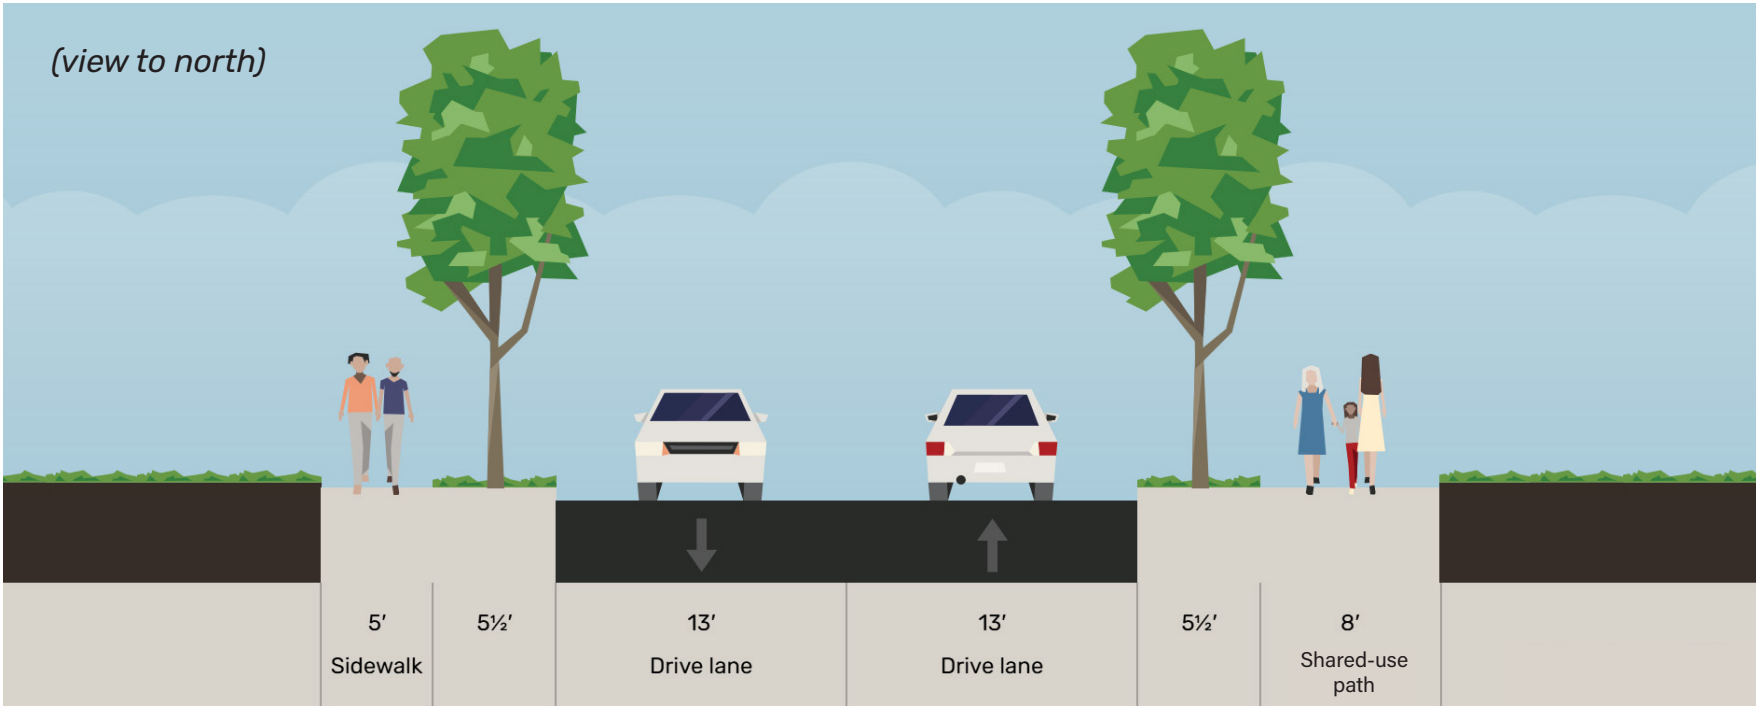 (view to north)
5′
5½′
13′
13′
5½′
8′
Sidewalk
Drive lane
Drive lane
Shared-use
path